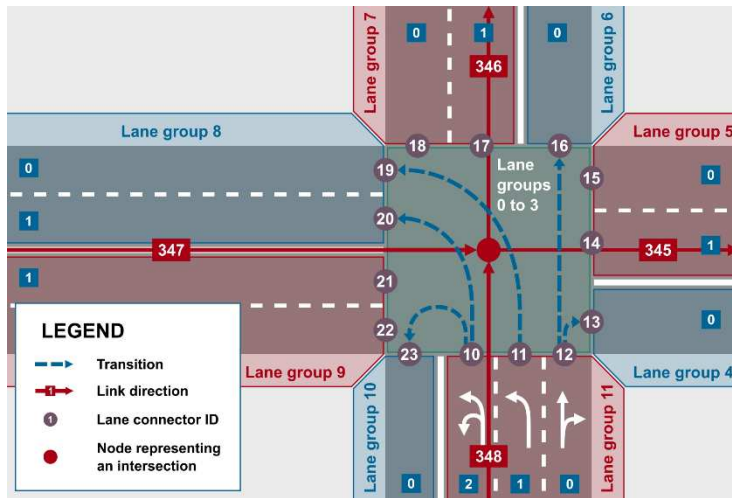 Lane group 7
0
1
0
Lane group 6
346
Lane group 8
Lane group 5
18
17
16
0
19
Lane
groups
0 to 3
15
0
1
20
347
14
345
1
1
21
13
0
22
LEGEND
23
10
11
12
Transition
Lane group 9
Lane group 4
1
Link direction
1
Lane connector ID
Lane group 10
Lane group 11
Node representing
an intersection
348
0
2
1
0